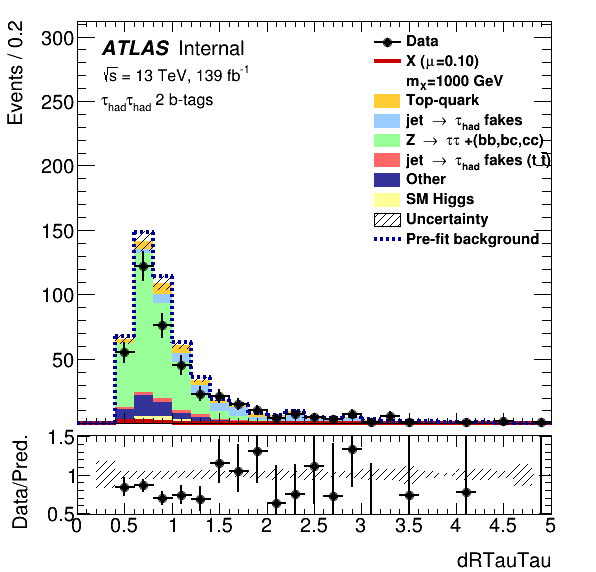 Events / 0.2
300
250
200
150
100
50
ATLAS Internal
√s = 13 TeV, 139 fb⁻¹
τhadτhad 2 b-tags
Data
X (μ=0.10)
mX=1000 GeV
Top-quark
jet → τhad fakes
Z → ττ +(bb,bc,cc)
jet → τhad fakes (tt̄)
Other
SM Higgs
Uncertainty
Pre-fit background
Data/Pred.
1.5
1
0.5
0 0.5 1 1.5 2 2.5 3 3.5 4 4.5 5
dRTauTau